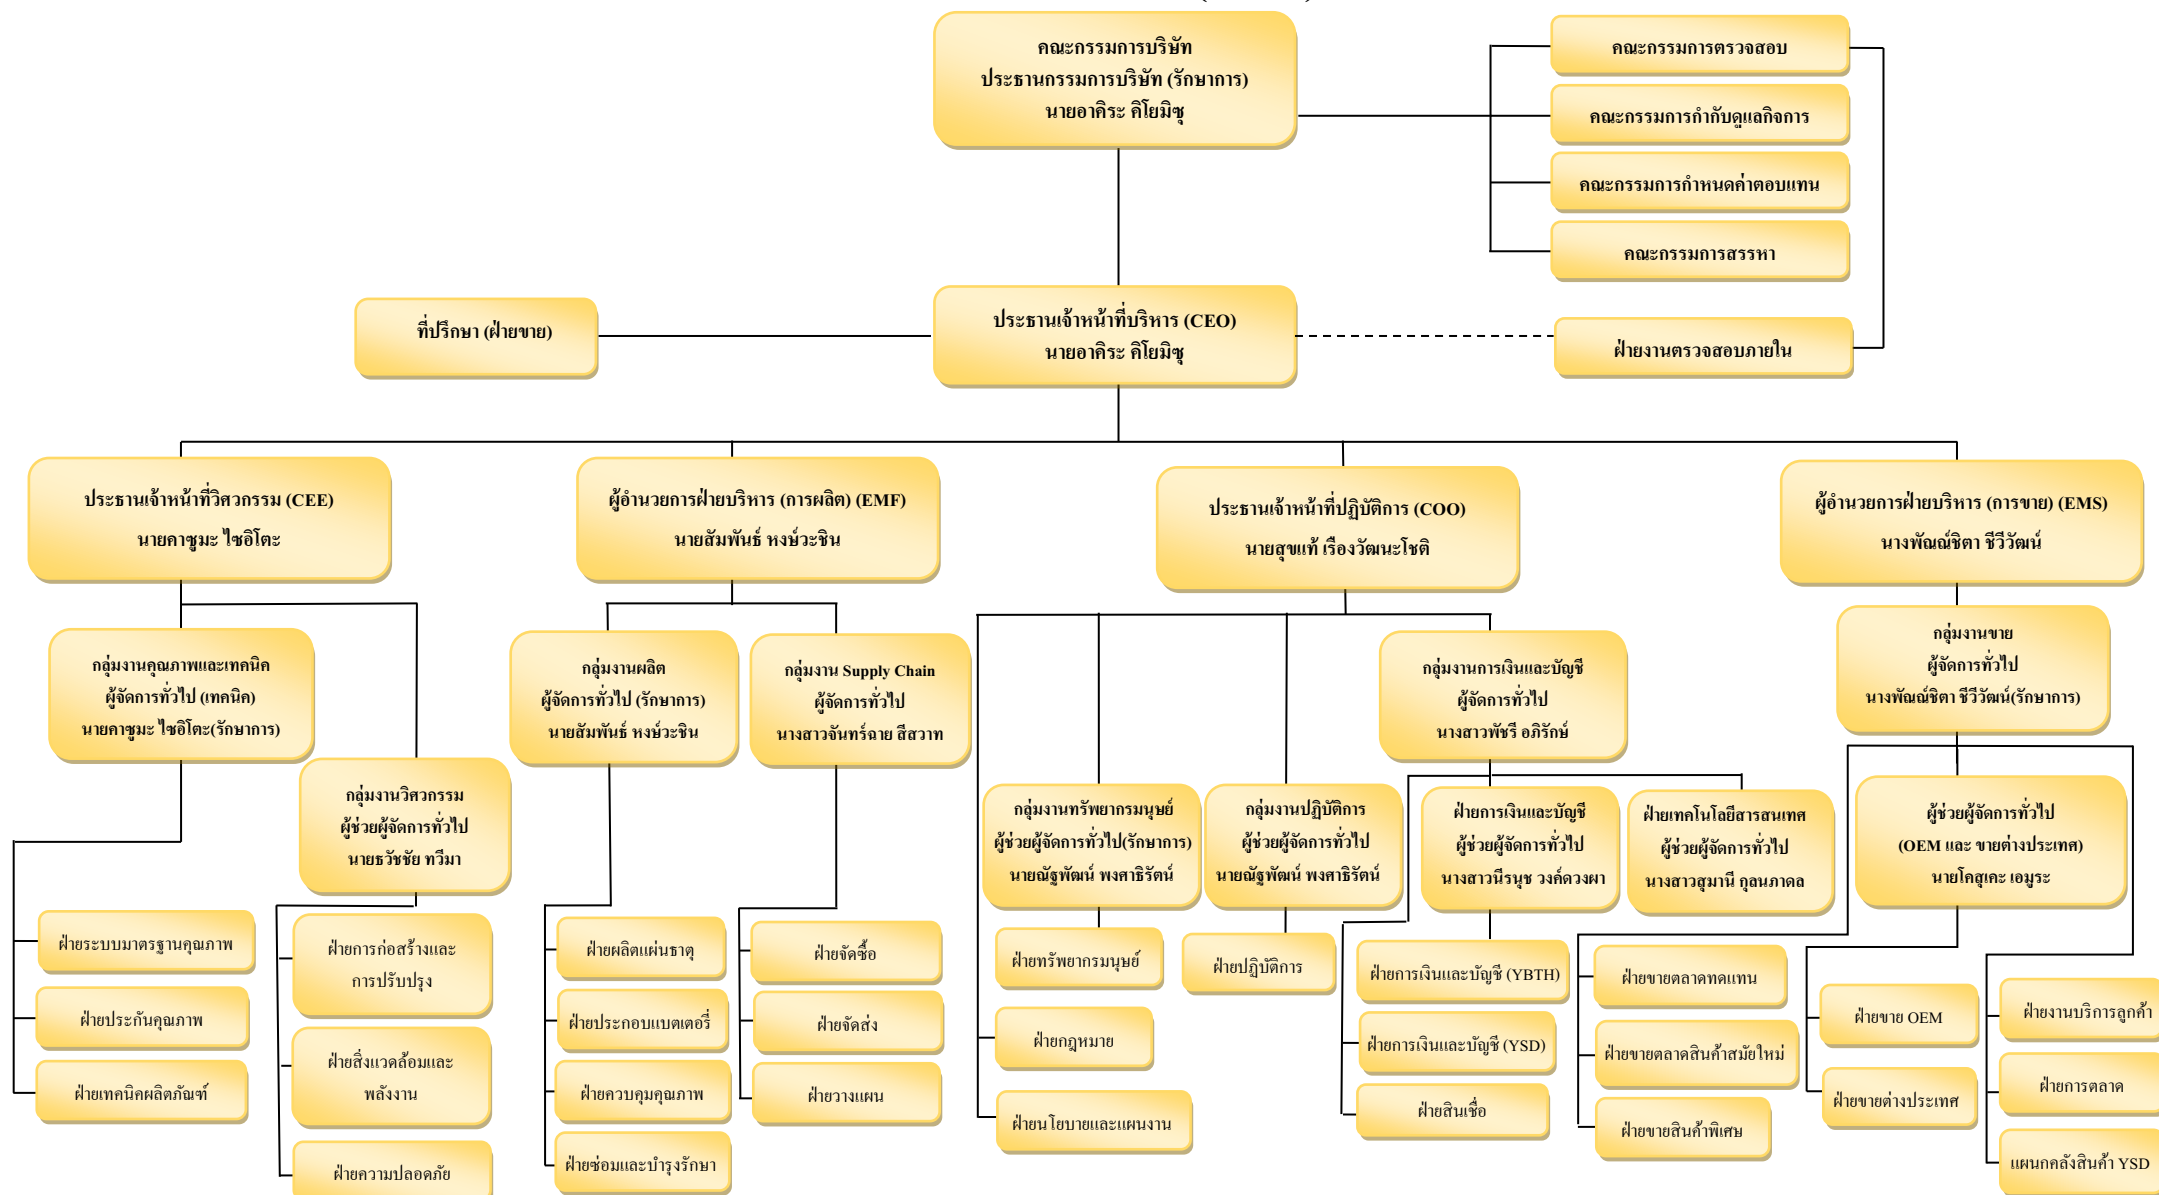 คณะกรรมการบริษัท
ประธานกรรมการบริษัท (รักษาการ)
นายอาคิระ คิโยมิซุ
คณะกรรมการตรวจสอบ
คณะกรรมการกำกับดูแลกิจการ
คณะกรรมการกำหนดค่าตอบแทน
คณะกรรมการสรรหา
ที่ปรึกษา (ฝ่ายขาย)
ประธานเจ้าหน้าที่บริหาร (CEO)
นายอาคิระ คิโยมิซุ
ฝ่ายงานตรวจสอบภายใน
ประธานเจ้าหน้าที่วิศวกรรม (CEE)
นายคาซูมะ ไซอิโตะ
ผู้อำนวยการฝ่ายบริหาร (การผลิต) (EMF)
นายสัมพันธ์ หงษ์วะชิน
ประธานเจ้าหน้าที่ปฏิบัติการ (COO)
นายสุขแท้ เรืองวัฒนะโชติ
ผู้อำนวยการฝ่ายบริหาร (การขาย) (EMS)
นางพัณณ์ชิตา ชีวีวัฒน์
กลุ่มงานคุณภาพและเทคนิค
ผู้จัดการทั่วไป (เทคนิค)
นายคาซูมะ ไซอิโตะ(รักษาการ)
กลุ่มงานวิศวกรรม
ผู้ช่วยผู้จัดการทั่วไป
นายธวัชชัย ทวีมา
กลุ่มงานผลิต
ผู้จัดการทั่วไป (รักษาการ)
นายสัมพันธ์ หงษ์วะชิน
กลุ่มงาน Supply Chain
ผู้จัดการทั่วไป
นางสาวจันทร์ฉาย สีสวาท
กลุ่มงานการเงินและบัญชี
ผู้จัดการทั่วไป
นางสาวพัชรี อภิรักษ์
กลุ่มงานขาย
ผู้จัดการทั่วไป
นางพัณณ์ชิตา ชีวีวัฒน์(รักษาการ)
กลุ่มงานทรัพยากรมนุษย์
ผู้ช่วยผู้จัดการทั่วไป(รักษาการ)
นายณัฐพัฒน์ พงศาธิรัตน์
กลุ่มงานปฏิบัติการ
ผู้ช่วยผู้จัดการทั่วไป
นายณัฐพัฒน์ พงศาธิรัตน์
ฝ่ายการเงินและบัญชี
ผู้ช่วยผู้จัดการทั่วไป
นางสาวนีรนุช วงค์ดวงผา
ฝ่ายเทคโนโลยีสารสนเทศ
ผู้ช่วยผู้จัดการทั่วไป
นางสาวสุมานี กุลนภาดล
ผู้ช่วยผู้จัดการทั่วไป
(OEM และ ขายต่างประเทศ)
นายโคสุเคะ เอมูระ
ฝ่ายระบบมาตรฐานคุณภาพ
ฝ่ายประกันคุณภาพ
ฝ่ายเทคนิคผลิตภัณฑ์
ฝ่ายการก่อสร้างและ
การปรับปรุง
ฝ่ายสิ่งแวดล้อมและ
พลังงาน
ฝ่ายความปลอดภัย
ฝ่ายผลิตแผ่นธาตุ
ฝ่ายประกอบแบตเตอรี่
ฝ่ายควบคุมคุณภาพ
ฝ่ายซ่อมและบำรุงรักษา
ฝ่ายจัดซื้อ
ฝ่ายจัดส่ง
ฝ่ายวางแผน
ฝ่ายทรัพยากรมนุษย์
ฝ่ายกฎหมาย
ฝ่ายนโยบายและแผนงาน
ฝ่ายปฏิบัติการ
ฝ่ายการเงินและบัญชี (YBTH)
ฝ่ายการเงินและบัญชี (YSD)
ฝ่ายสินเชื่อ
ฝ่ายขายตลาดทดแทน
ฝ่ายขายตลาดสินค้าสมัยใหม่
ฝ่ายขายสินค้าพิเศษ
ฝ่ายขาย OEM
ฝ่ายขายต่างประเทศ
ฝ่ายงานบริการลูกค้า
ฝ่ายการตลาด
แผนกคลังสินค้า YSD